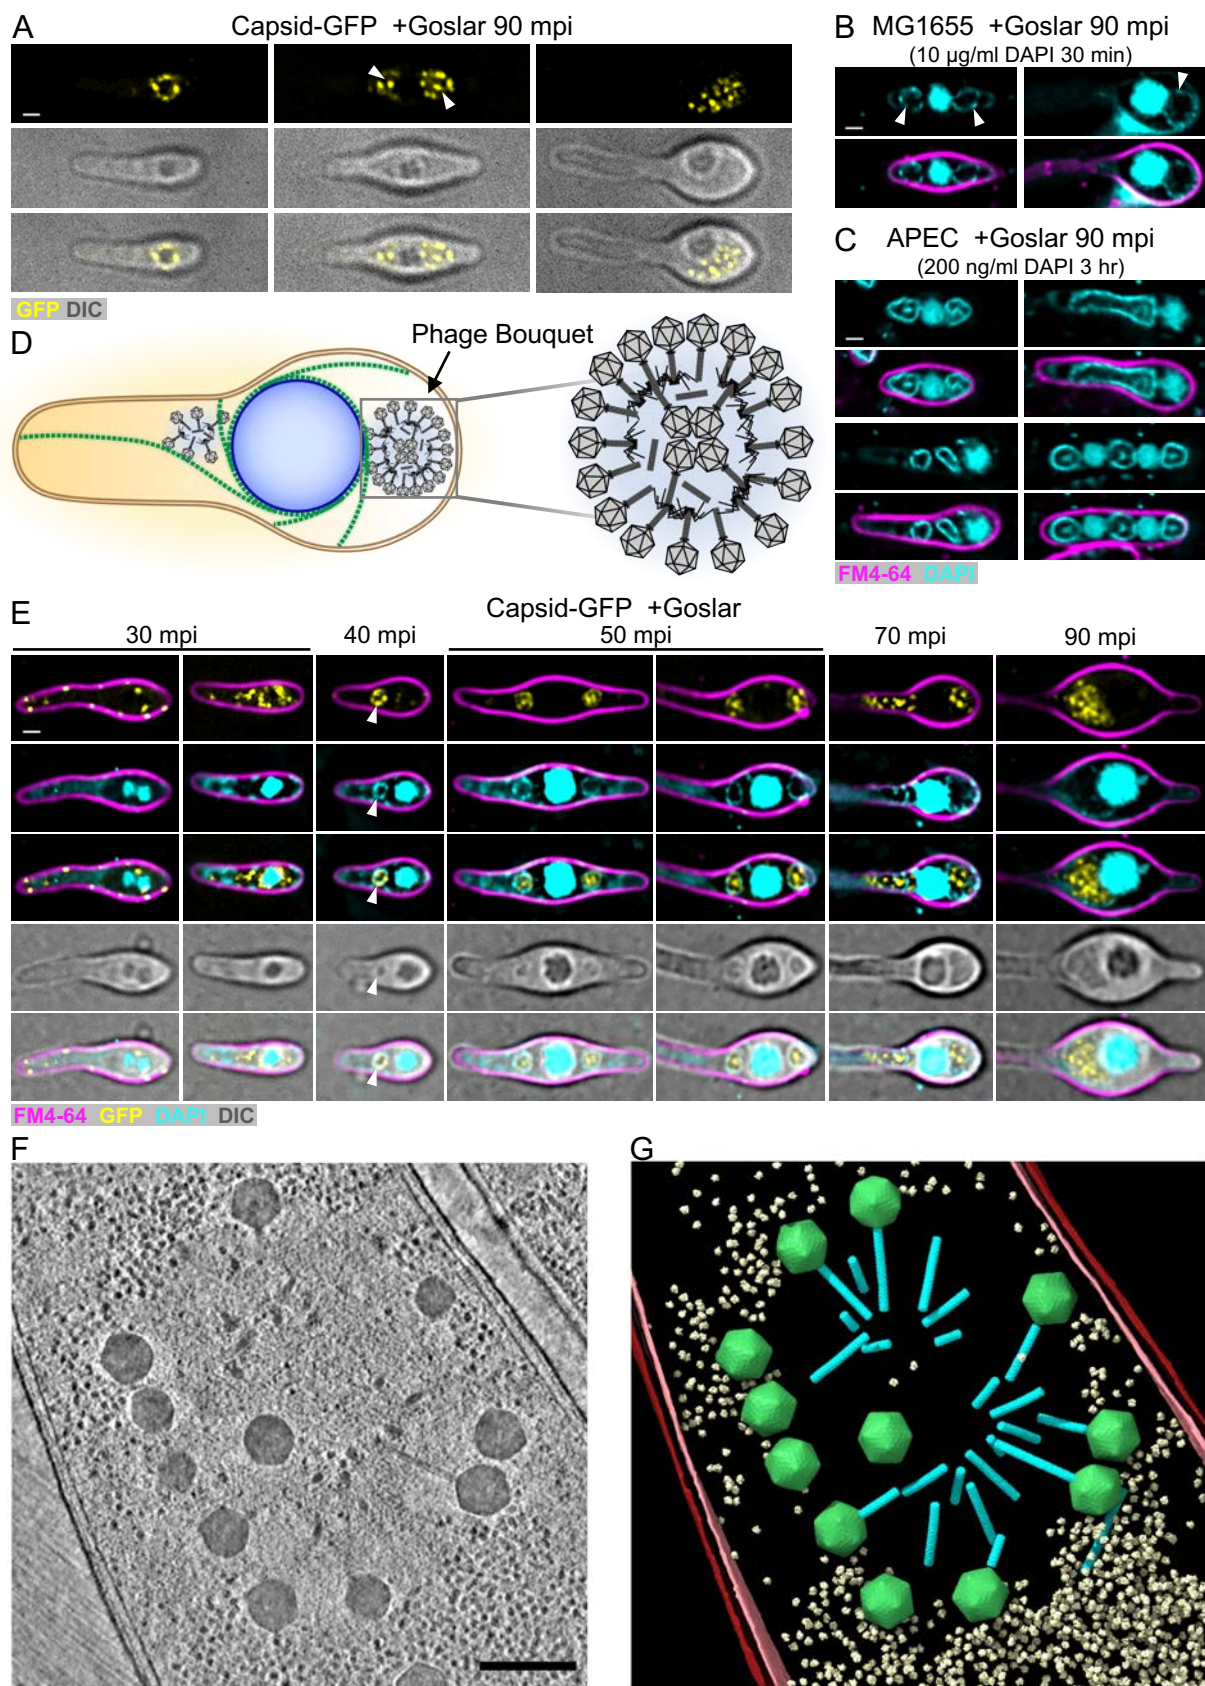 A
Capsid-GFP +Goslar 90 mpi
GFP DIC
B
MG1655 +Goslar 90 mpi
(10 µg/ml DAPI 30 min)
C
APEC +Goslar 90 mpi
(200 ng/ml DAPI 3 hr)
FM4-64 DAPI
D
Phage Bouquet
E
Capsid-GFP +Goslar
30 mpi 40 mpi 50 mpi 70 mpi 90 mpi
FM4-64 GFP DAPI DIC
F
G